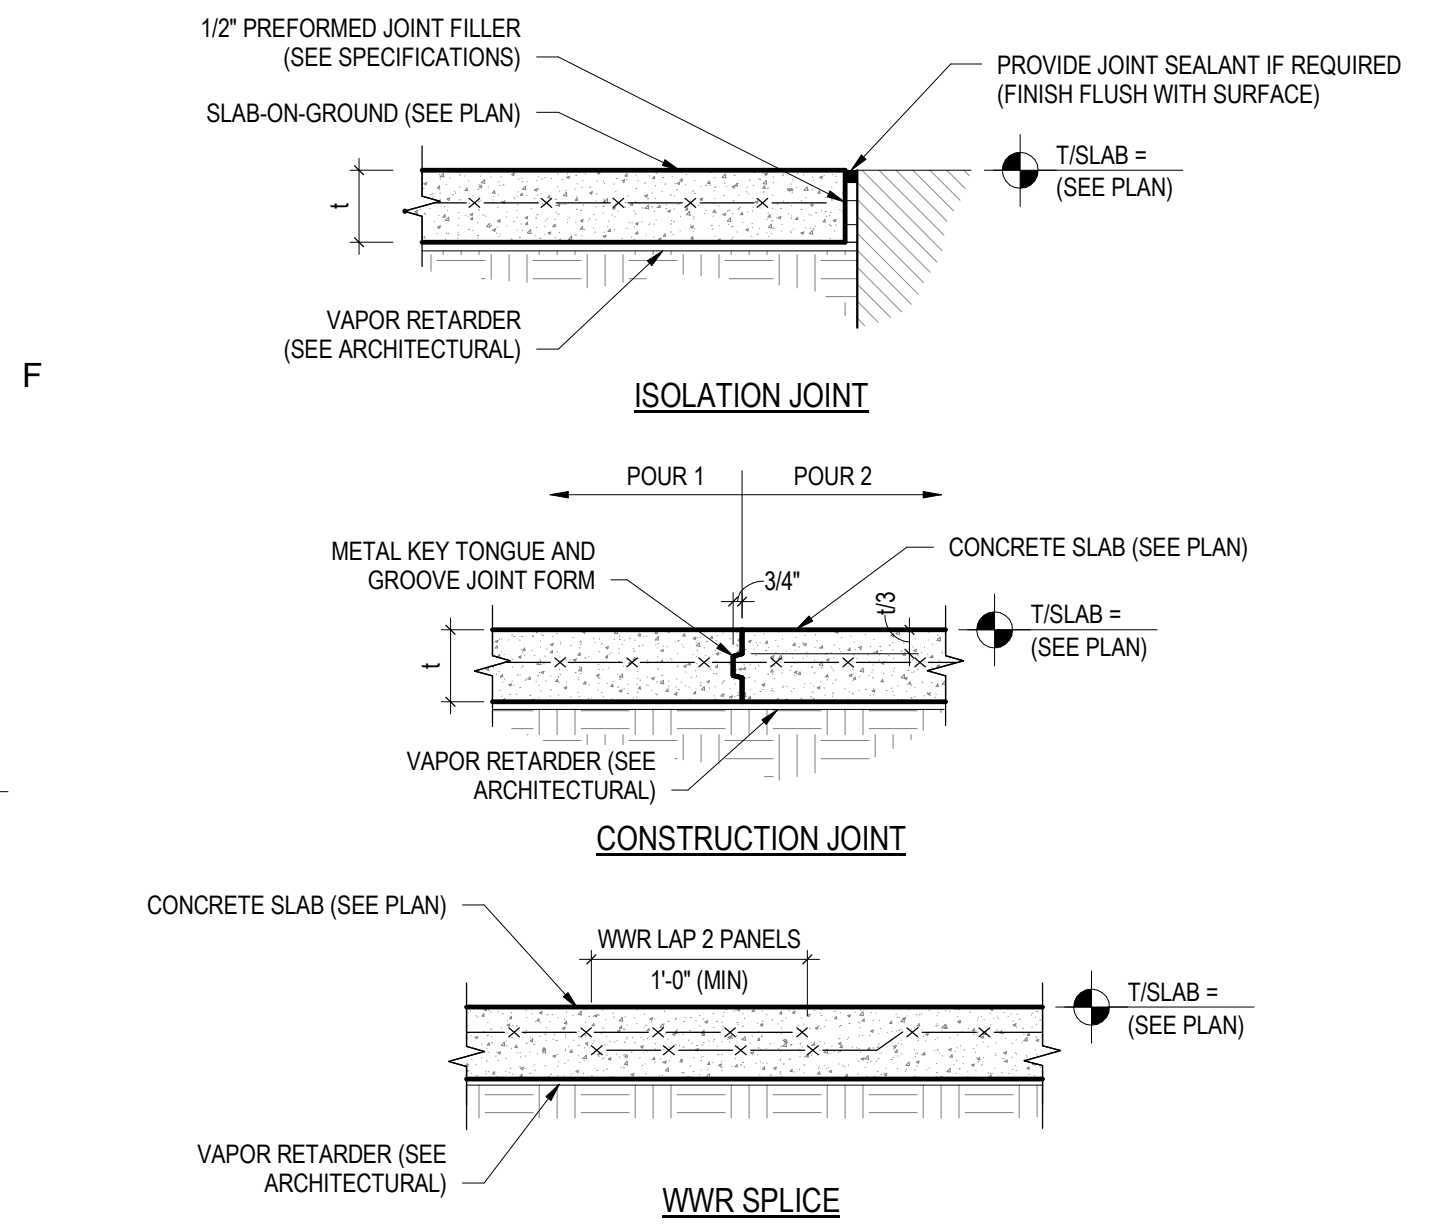 1/2" PREFORMED JOINT FILLER
(SEE SPECIFICATIONS)
PROVIDE JOINT SEALANT IF REQUIRED
(FINISH FLUSH WITH SURFACE)
SLAB-ON-GROUND (SEE PLAN)
T/SLAB =
(SEE PLAN)
t
VAPOR RETARDER
(SEE ARCHITECTURAL)
F
ISOLATION JOINT
POUR 1
POUR 2
METAL KEY TONGUE AND
GROOVE JOINT FORM
CONCRETE SLAB (SEE PLAN)
3/4"
t/3
T/SLAB =
(SEE PLAN)
t
VAPOR RETARDER (SEE
ARCHITECTURAL)
CONSTRUCTION JOINT
CONCRETE SLAB (SEE PLAN)
WWR LAP 2 PANELS
1'-0" (MIN)
T/SLAB =
(SEE PLAN)
VAPOR RETARDER (SEE
ARCHITECTURAL)
WWR SPLICE